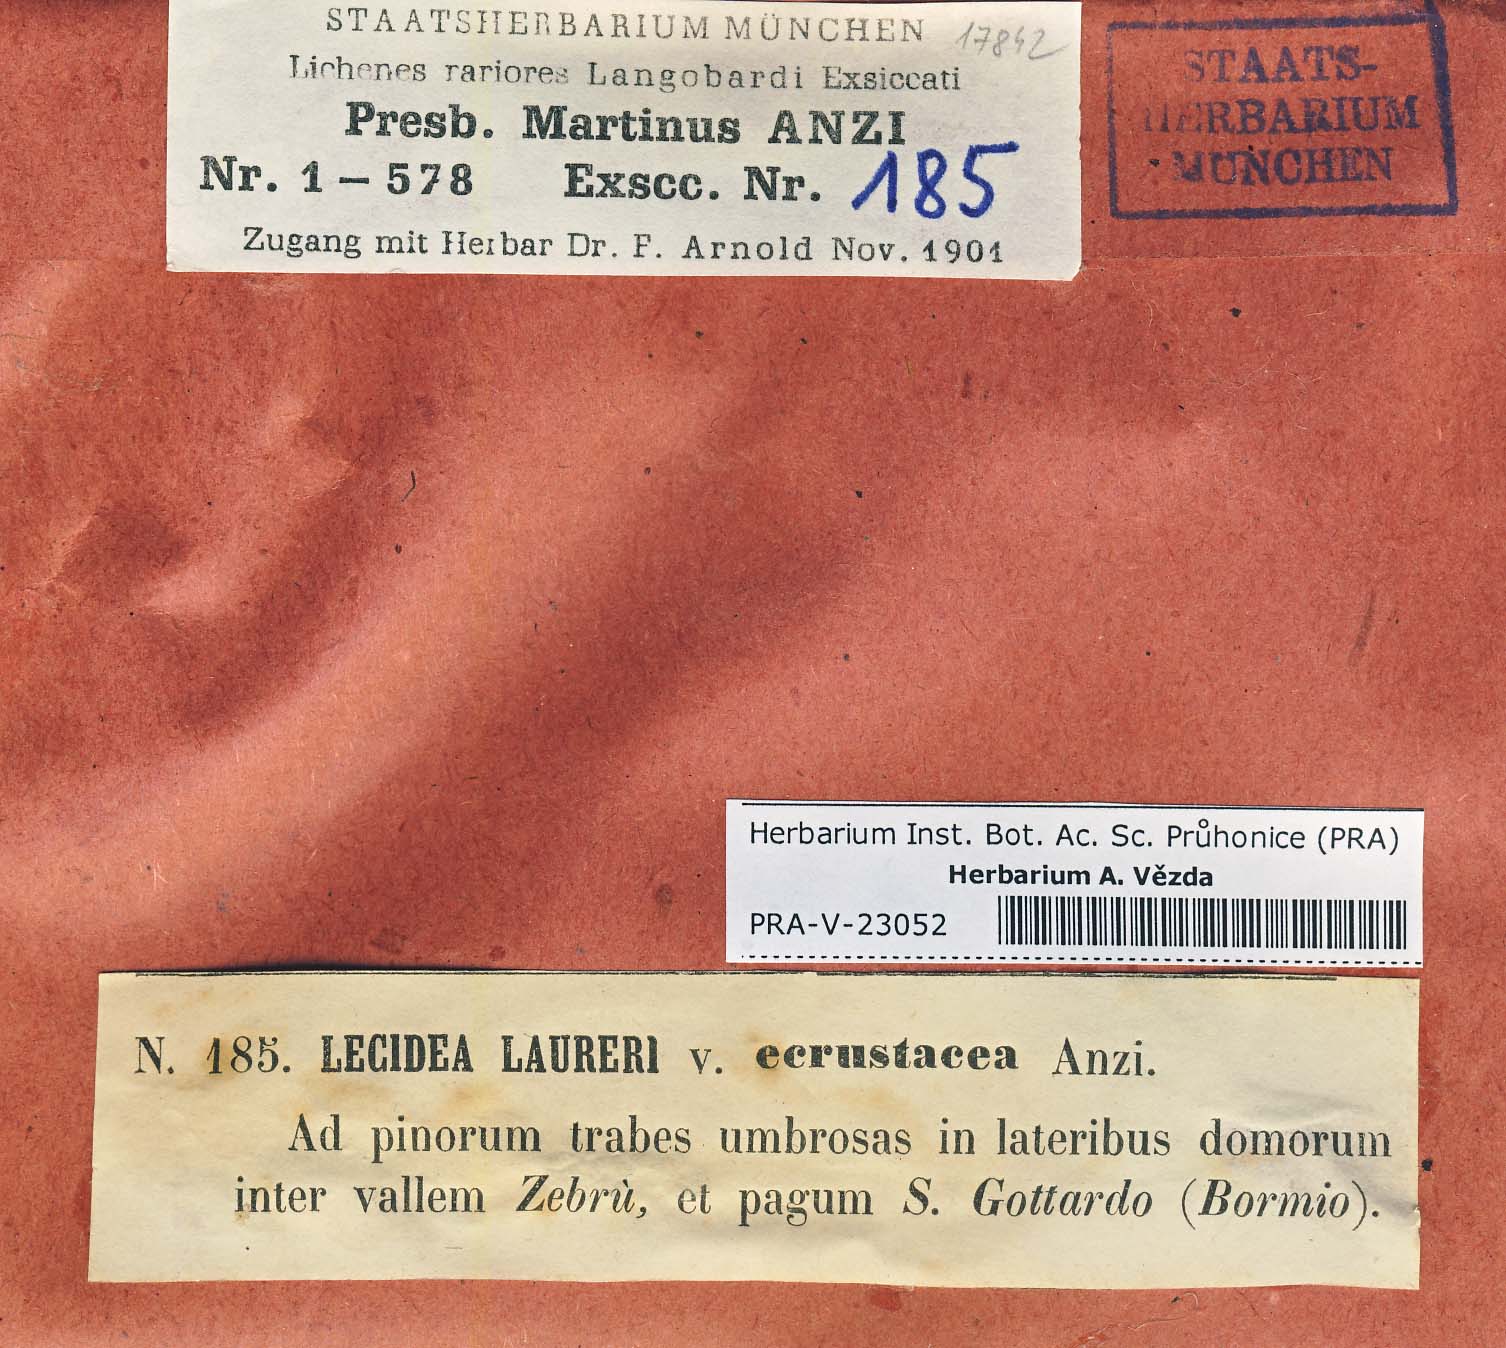 STAATSHERBARIUM MÜNCHEN 17842
Lichenes rariores Langobardi Exsiccati
Presb. Martinus ANZI
Nr. 1 – 578 Exscc. Nr. 185
Zugang mit Herbar Dr. F. Arnold Nov. 1901
STAATS-
HERBARIUM
MÜNCHEN
Herbarium Inst. Bot. Ac. Sc. Průhonice (PRA)
Herbarium A. Vězda
PRA-V-23052
N. 185. LECIDEA LAURERI v. ecrustacea Anzi.
Ad pinorum trabes umbrosas in lateribus domorum
inter vallem Zebrù, et pagum S. Gottardo (Bormio).